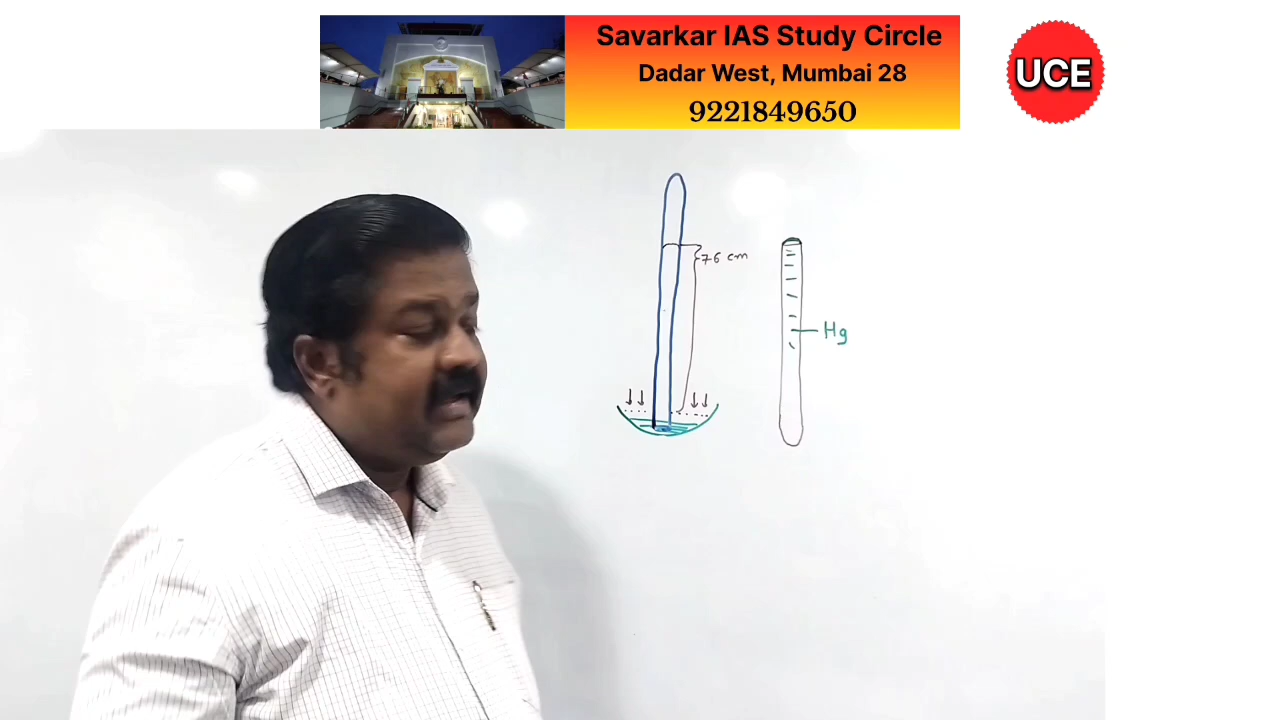 Savarkar IAS Study Circle
Dadar West, Mumbai 28
9221849650
UCE
76 cm
Hg